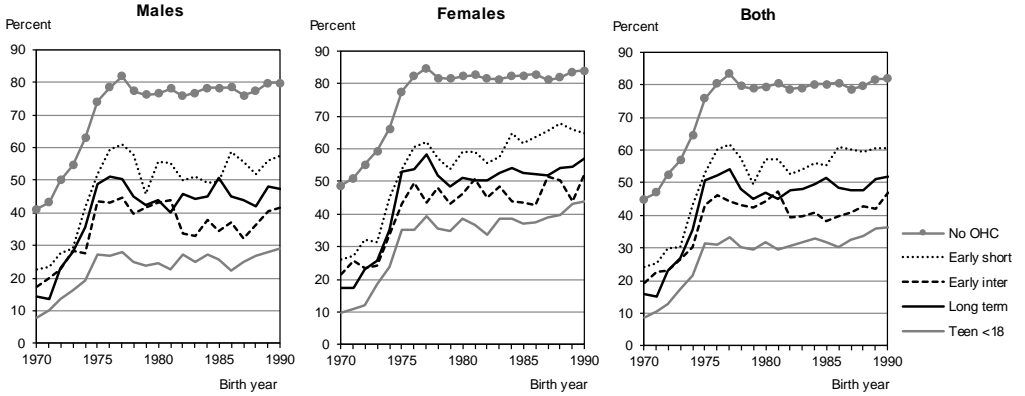 Males
Percent
90
80
70
60
50
40
30
20
10
0
1970 1975 1980 1985 1990
Birth year
Females
Percent
90
80
70
60
50
40
30
20
10
0
1970 1975 1980 1985 1990
Birth year
Both
Percent
90
80
70
60
50
40
30
20
10
0
1970 1975 1980 1985 1990
Birth year
No OHC
Early short
Early inter
Long term
Teen <18